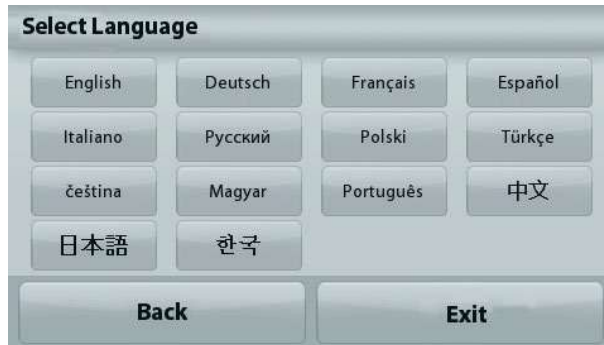 Select Language
English Deutsch Français Español
Italiano Русский Polski Türkçe
čeština Magyar Português 中文
日本語 한국
Back Exit